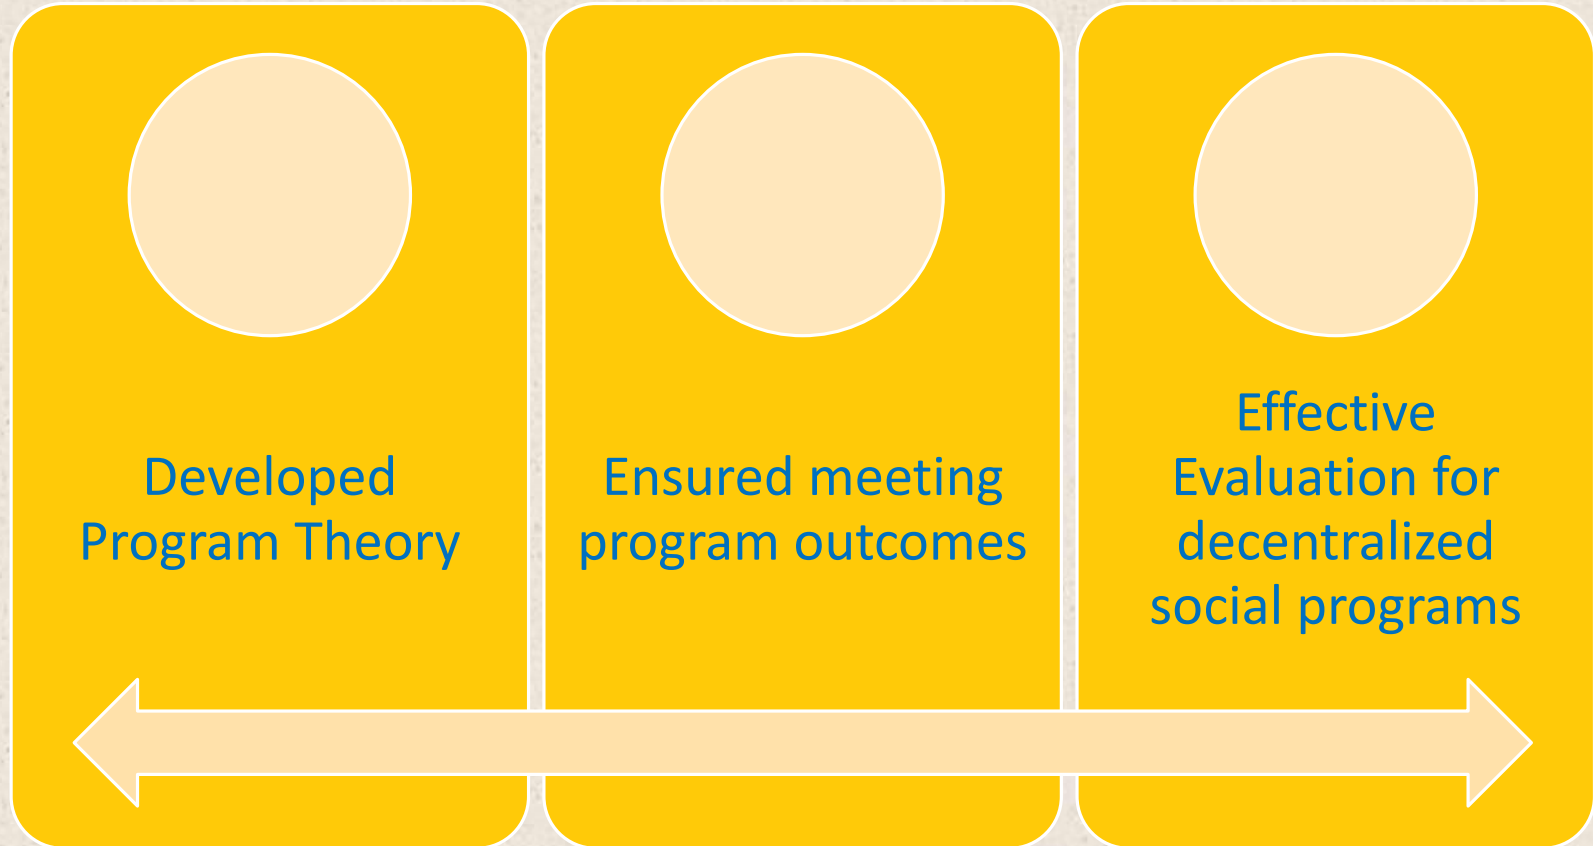 Developed
Program Theory
Ensured meeting
program outcomes
Effective
Evaluation for
decentralized
social programs